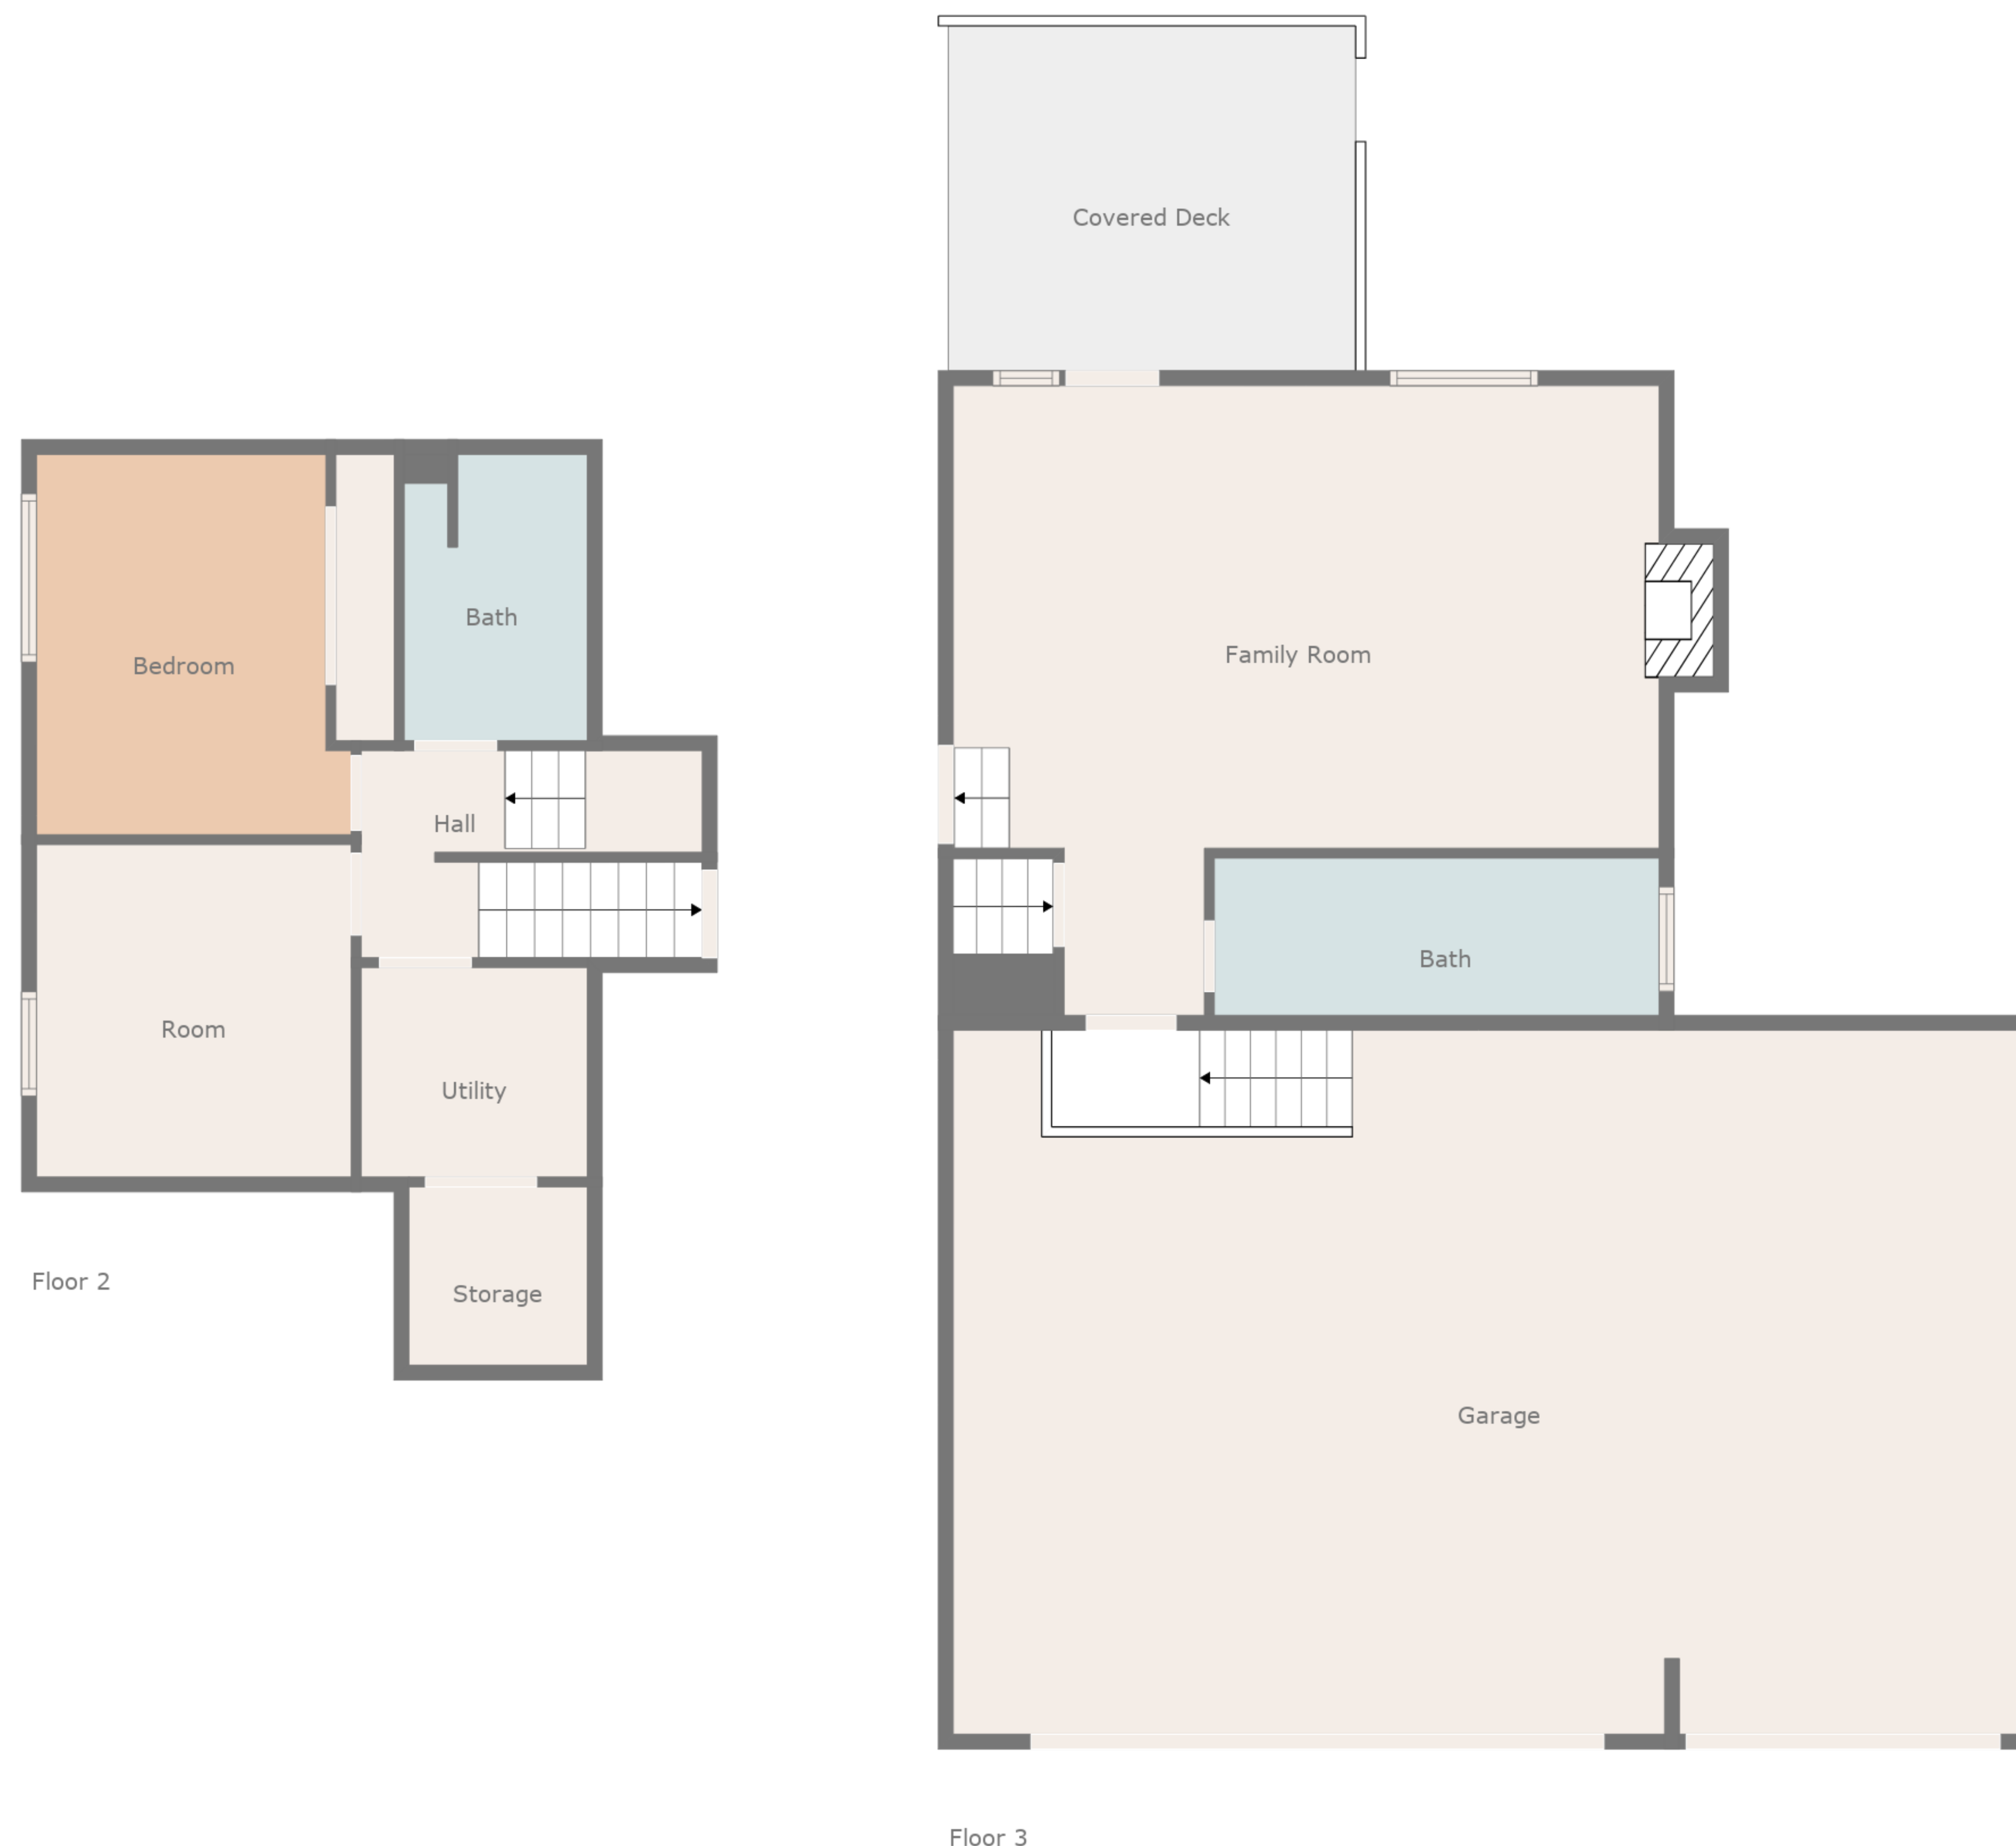 Covered Deck
Bedroom
Bath
Family Room
Hall
Room
Utility
Bath
Storage
Garage
Floor 2
Floor 3